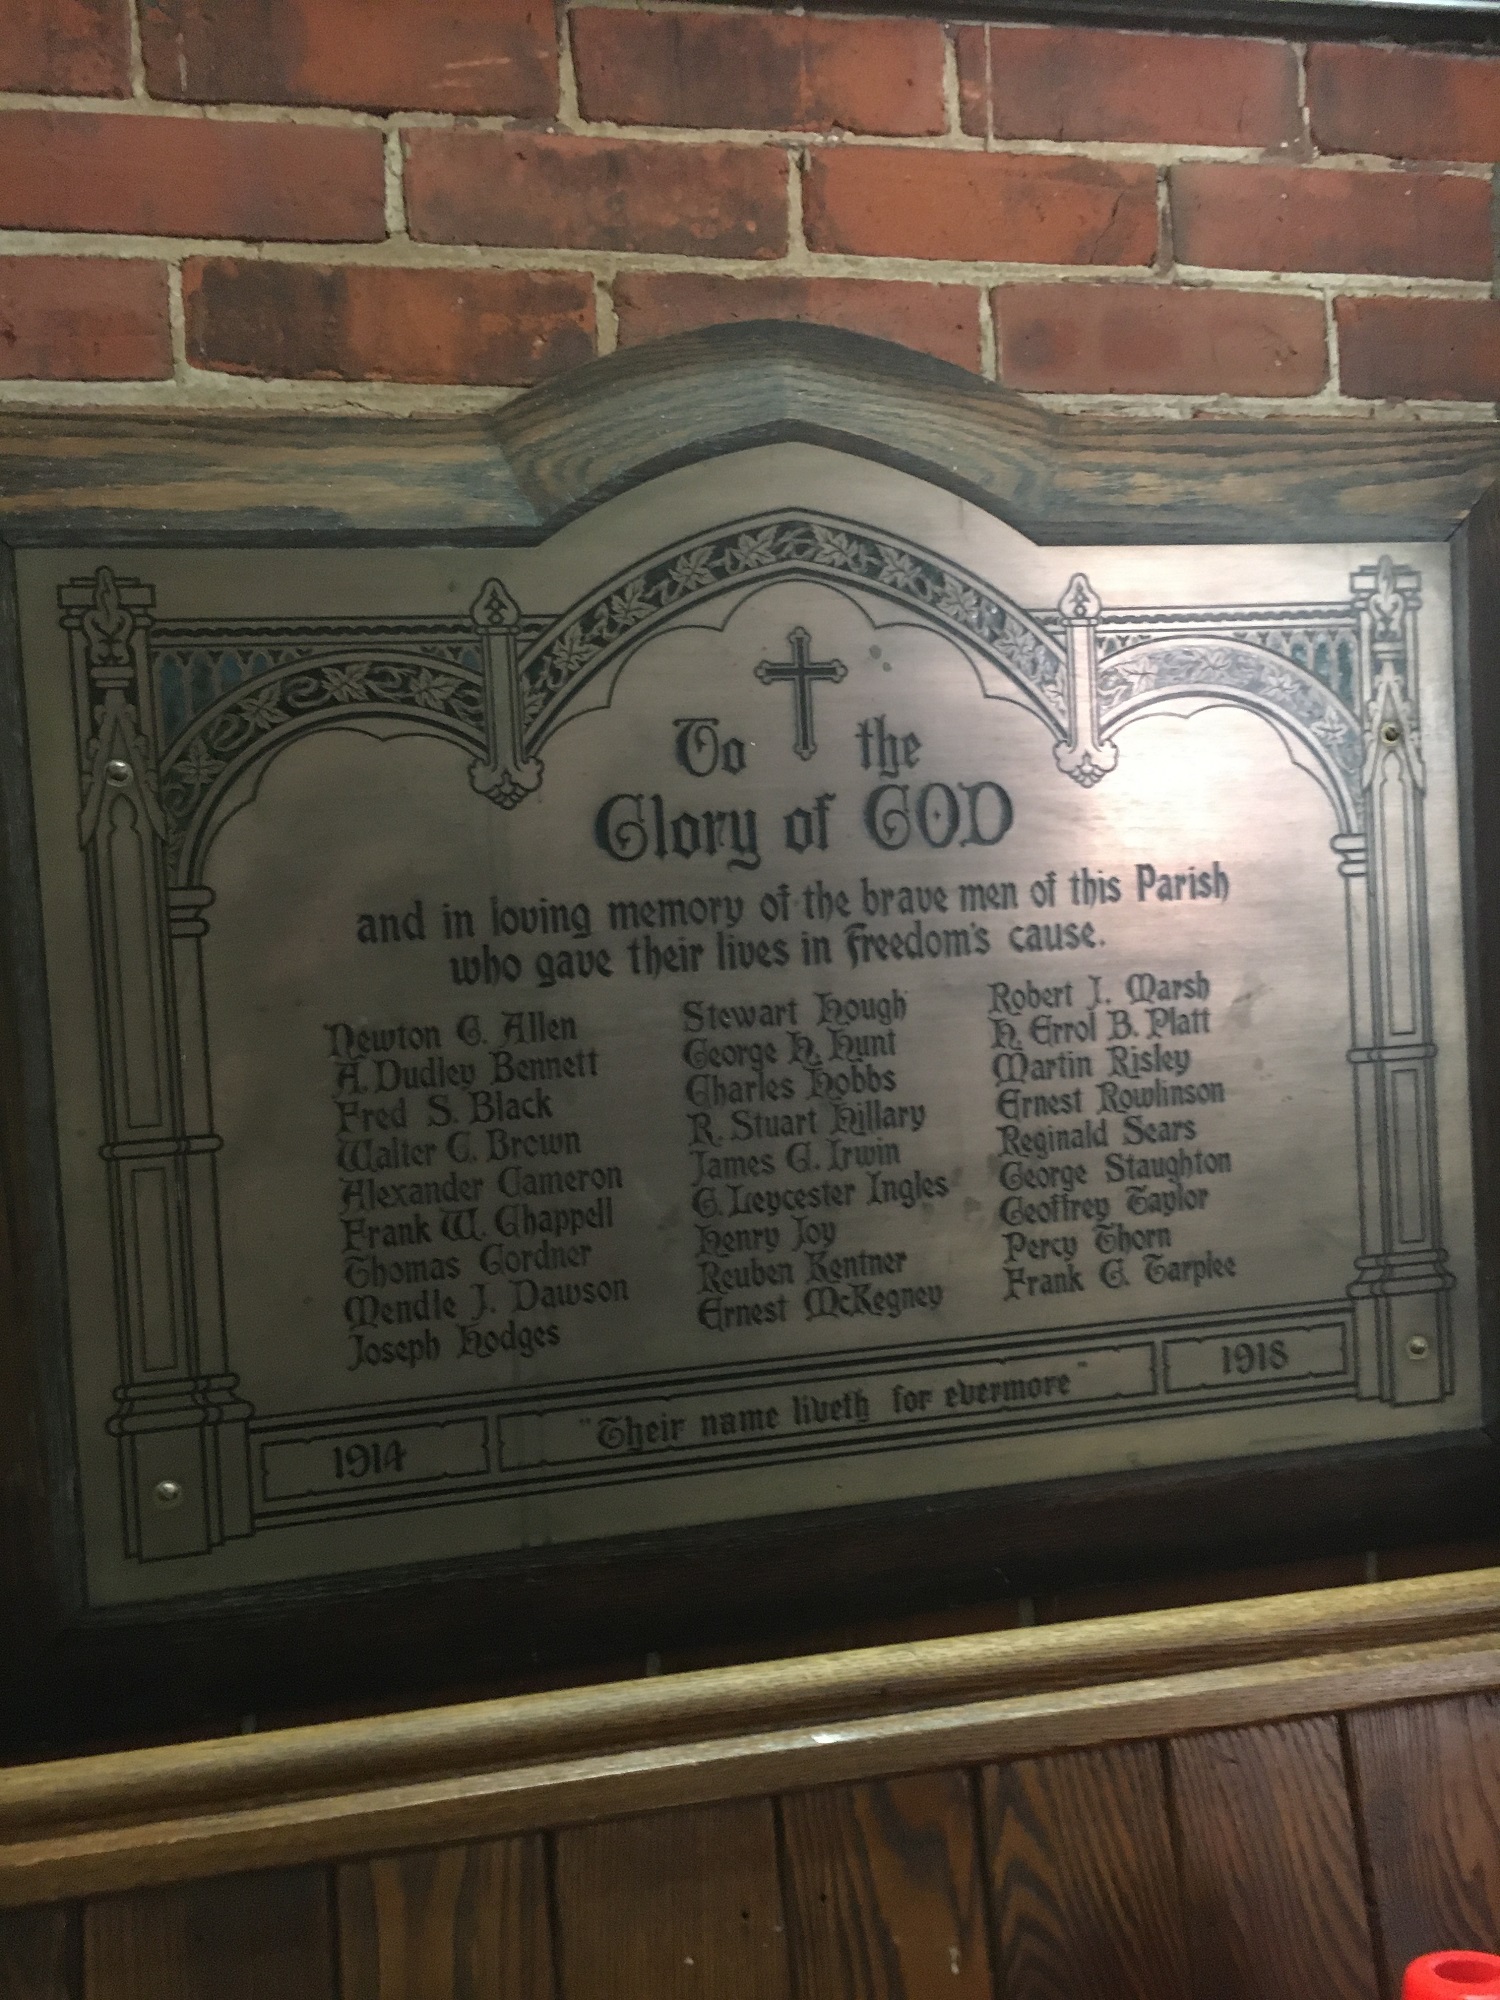 To the
Glory of GOD
and in loving memory of the brave men of this Parish
who gave their lives in Freedom's cause.
Newton G. Allen
A. Dudley Bennett
Fred S. Black
Walter C. Brown
Alexander Cameron
Frank W. Chappell
Thomas Cordner
Mendle J. Dawson
Joseph Hodges
Stewart Hough
George H. Hunt
Charles Hobbs
R. Stuart Hillary
James G. Irwin
G. Leycester Ingles
Henry Joy
Reuben Kentner
Ernest McKegney
Robert J. Marsh
H. Errol B. Platt
Martin Risley
Ernest Rowlinson
Reginald Sears
George Staughton
Geoffrey Taylor
Percy Thorn
Frank G. Tarplee
1914
"Their name liveth for evermore"
1918